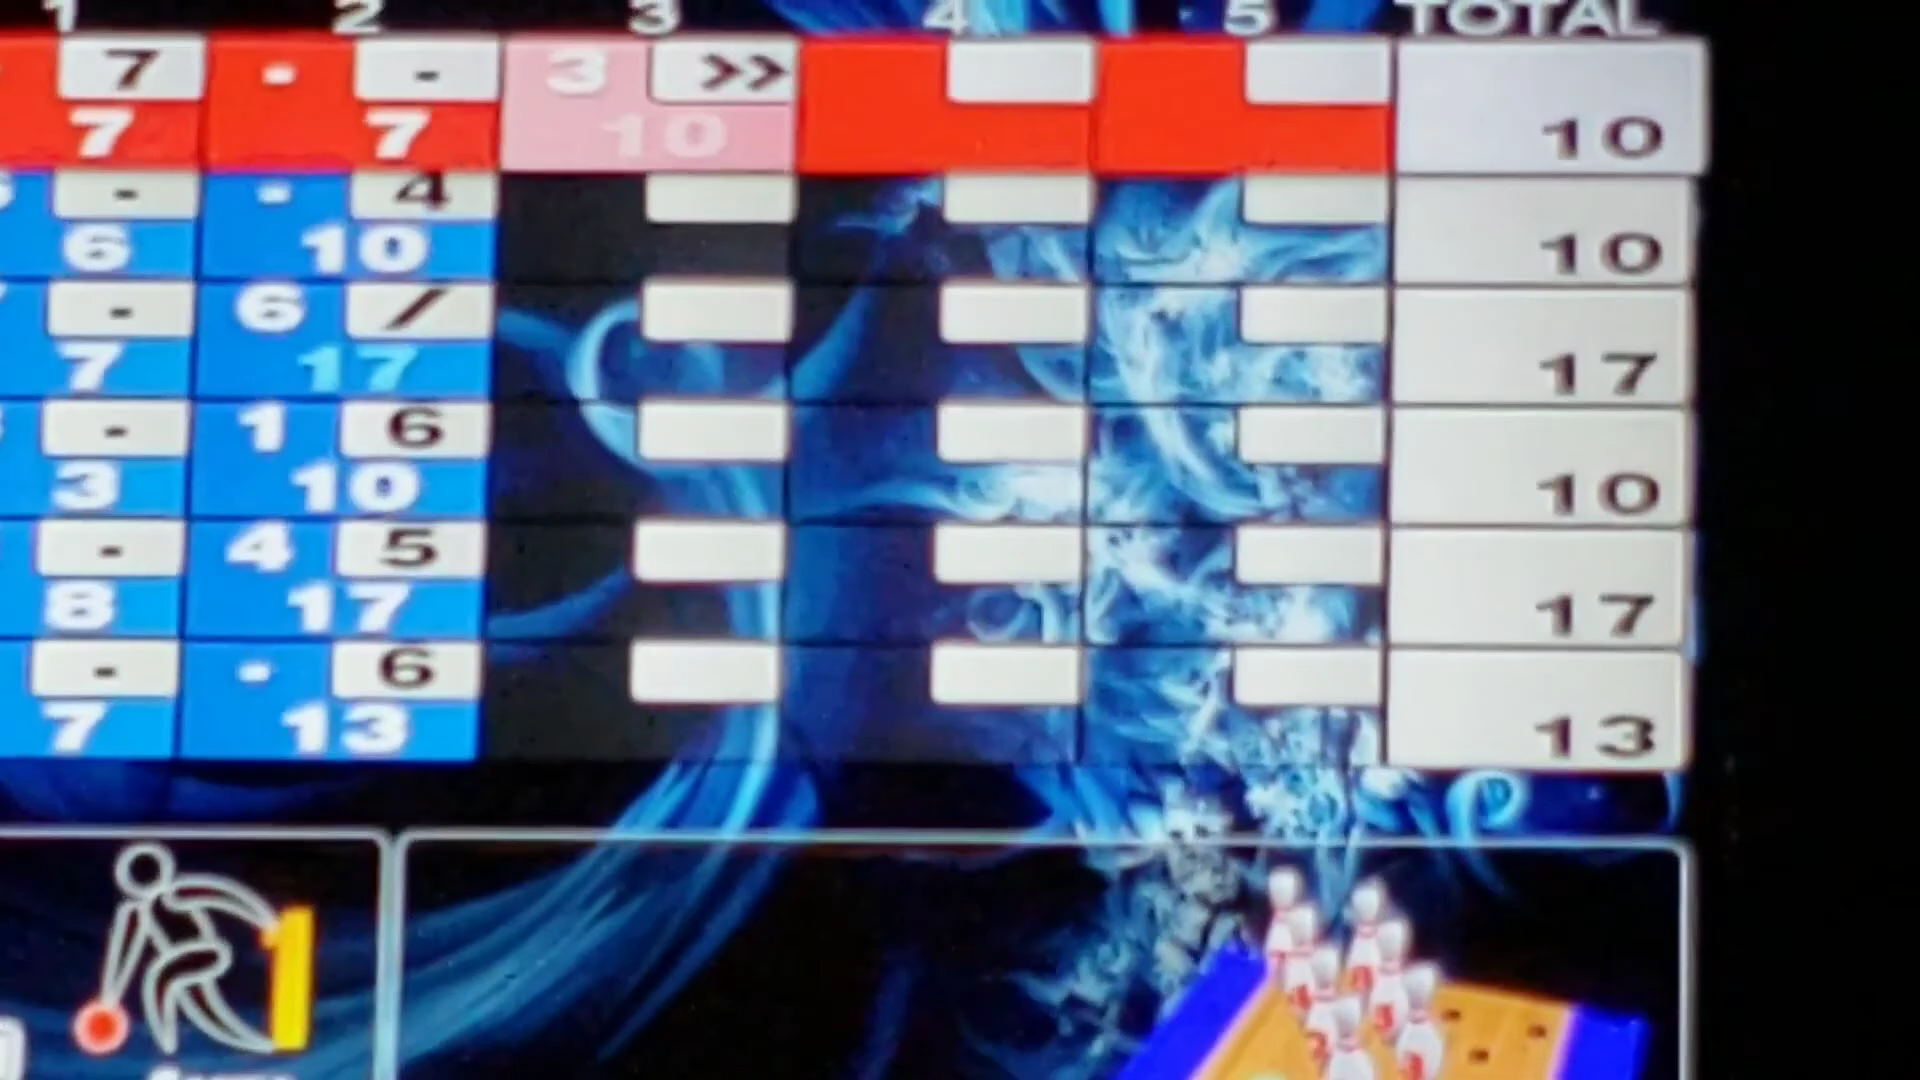 1 2 3 4 5 TOTAL
7 - - 3 >>
7 7 10 10
- - 4
6 10 10
- 6 /
7 17 17
- 1 6
3 10 10
- 4 5
8 17 17
- - 6
7 13 13
1